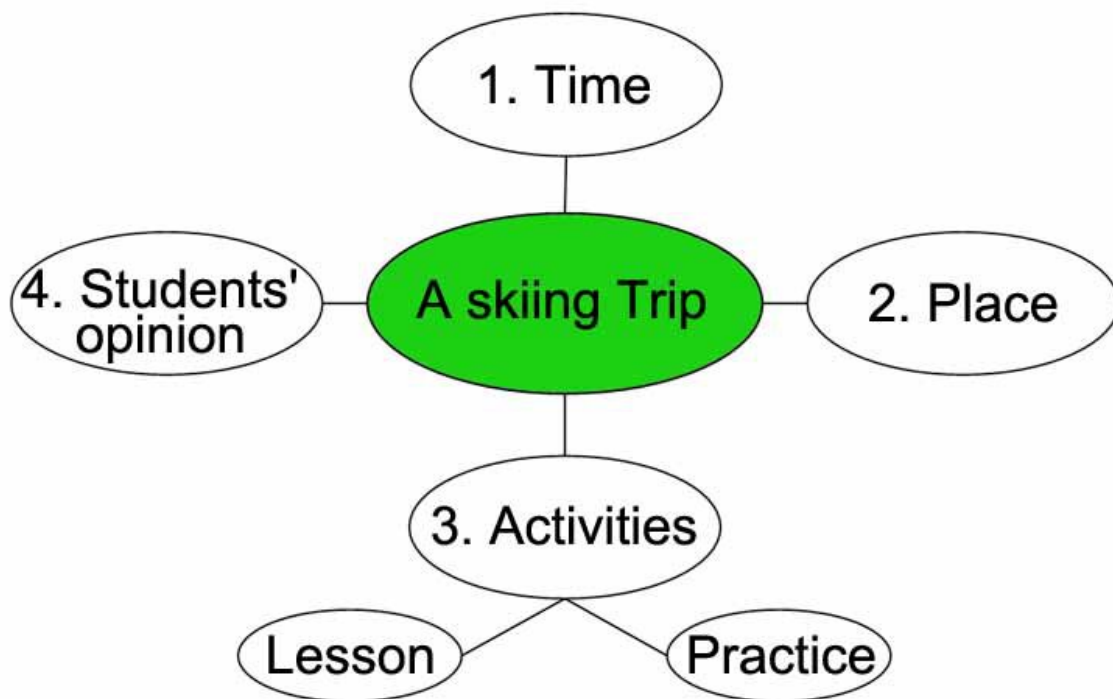 1. Time
4. Students'
opinion
A skiing Trip
2. Place
3. Activities
Lesson
Practice